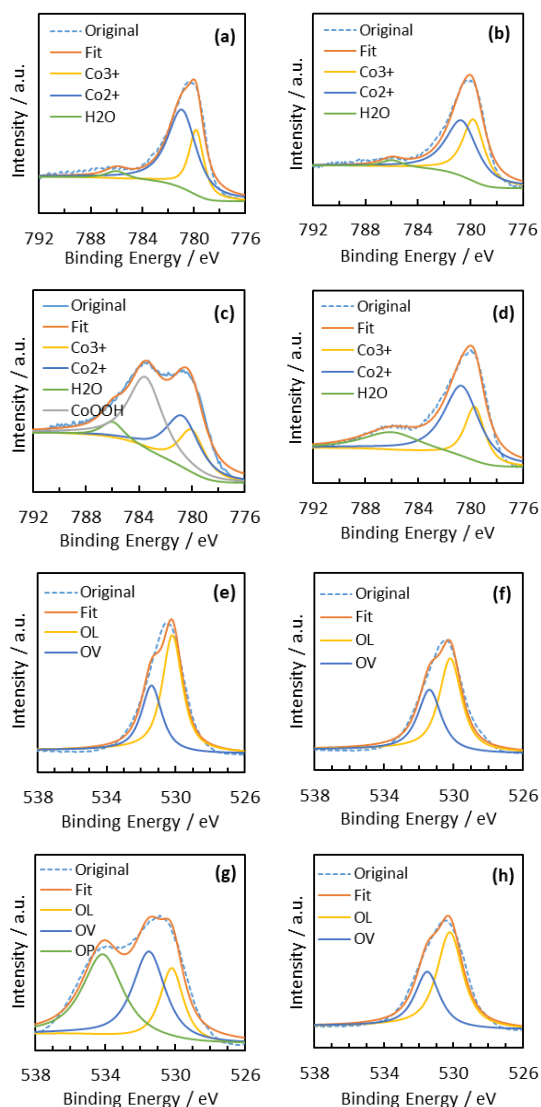 (a)
Original
Fit
Co3+
Co2+
H2O
Intensity / a.u.
792 788 784 780 776
Binding Energy / eV
(b)
Original
Fit
Co3+
Co2+
H2O
Intensity / a.u.
792 788 784 780 776
Binding Energy / eV
(c)
Original
Fit
Co3+
Co2+
H2O
CoOOH
Intensity / a.u.
792 788 784 780 776
Binding Energy / eV
(d)
Original
Fit
Co3+
Co2+
H2O
Intensity / a.u.
792 788 784 780 776
Binding Energy / eV
(e)
Original
Fit
OL
OV
Intensity / a.u.
538 534 530 526
Binding Energy / eV
(f)
Original
Fit
OL
OV
Intensity / a.u.
538 534 530 526
Binding Energy / eV
(g)
Original
Fit
OL
OV
OP
Intensity / a.u.
538 534 530 526
Binding Energy / eV
(h)
Original
Fit
OL
OV
Intensity / a.u.
538 534 530 526
Binding Energy / eV